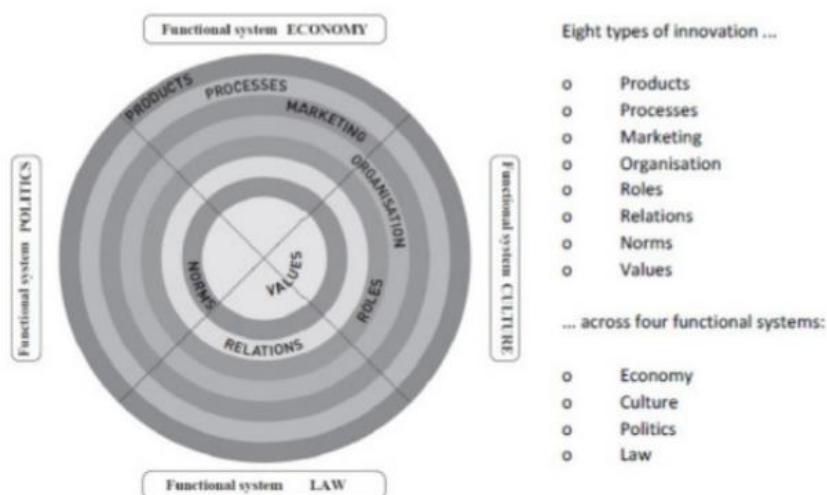 Functional system ECONOMY
PRODUCTS
PROCESSES
MARKETING
ORGANISATION
ROLES
RELATIONS
NORMS
VALUES
Functional system POLITICS
Functional system CULTURE
Functional system LAW
Eight types of innovation ...
o Products
o Processes
o Marketing
o Organisation
o Roles
o Relations
o Norms
o Values
... across four functional systems:
o Economy
o Culture
o Politics
o Law